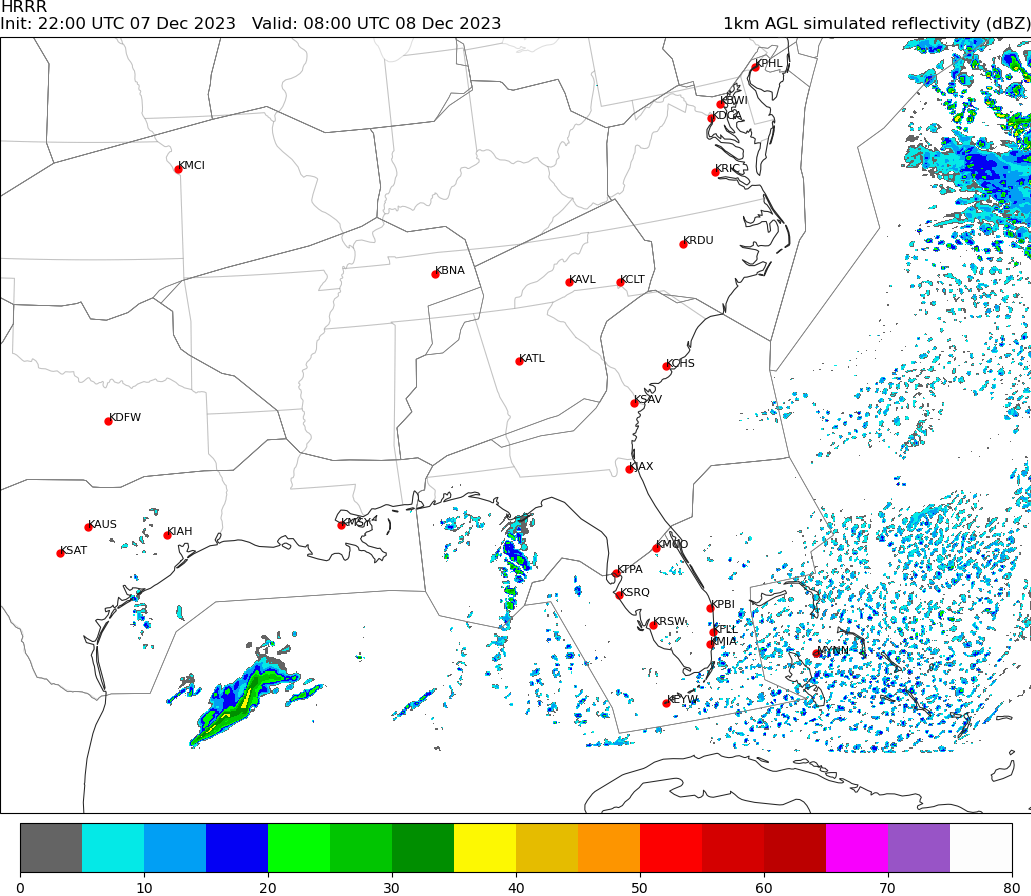 HRRR
Init: 22:00 UTC 07 Dec 2023   Valid: 08:00 UTC 08 Dec 2023   1km AGL simulated reflectivity (dBZ)
KPHL
KBWI
KDCA
KMCI
KRIC
KRDU
KBNA
KAVL KCLT
KATL
KCHS
KSAV
KDFW
KJAX
KAUS
KMSY
KIAH
KSAT
KMCO
KTPA
KSRQ
KPBI
KRSW
KFLL
KMIA
MYNN
KEYW
0 10 20 30 40 50 60 70 80